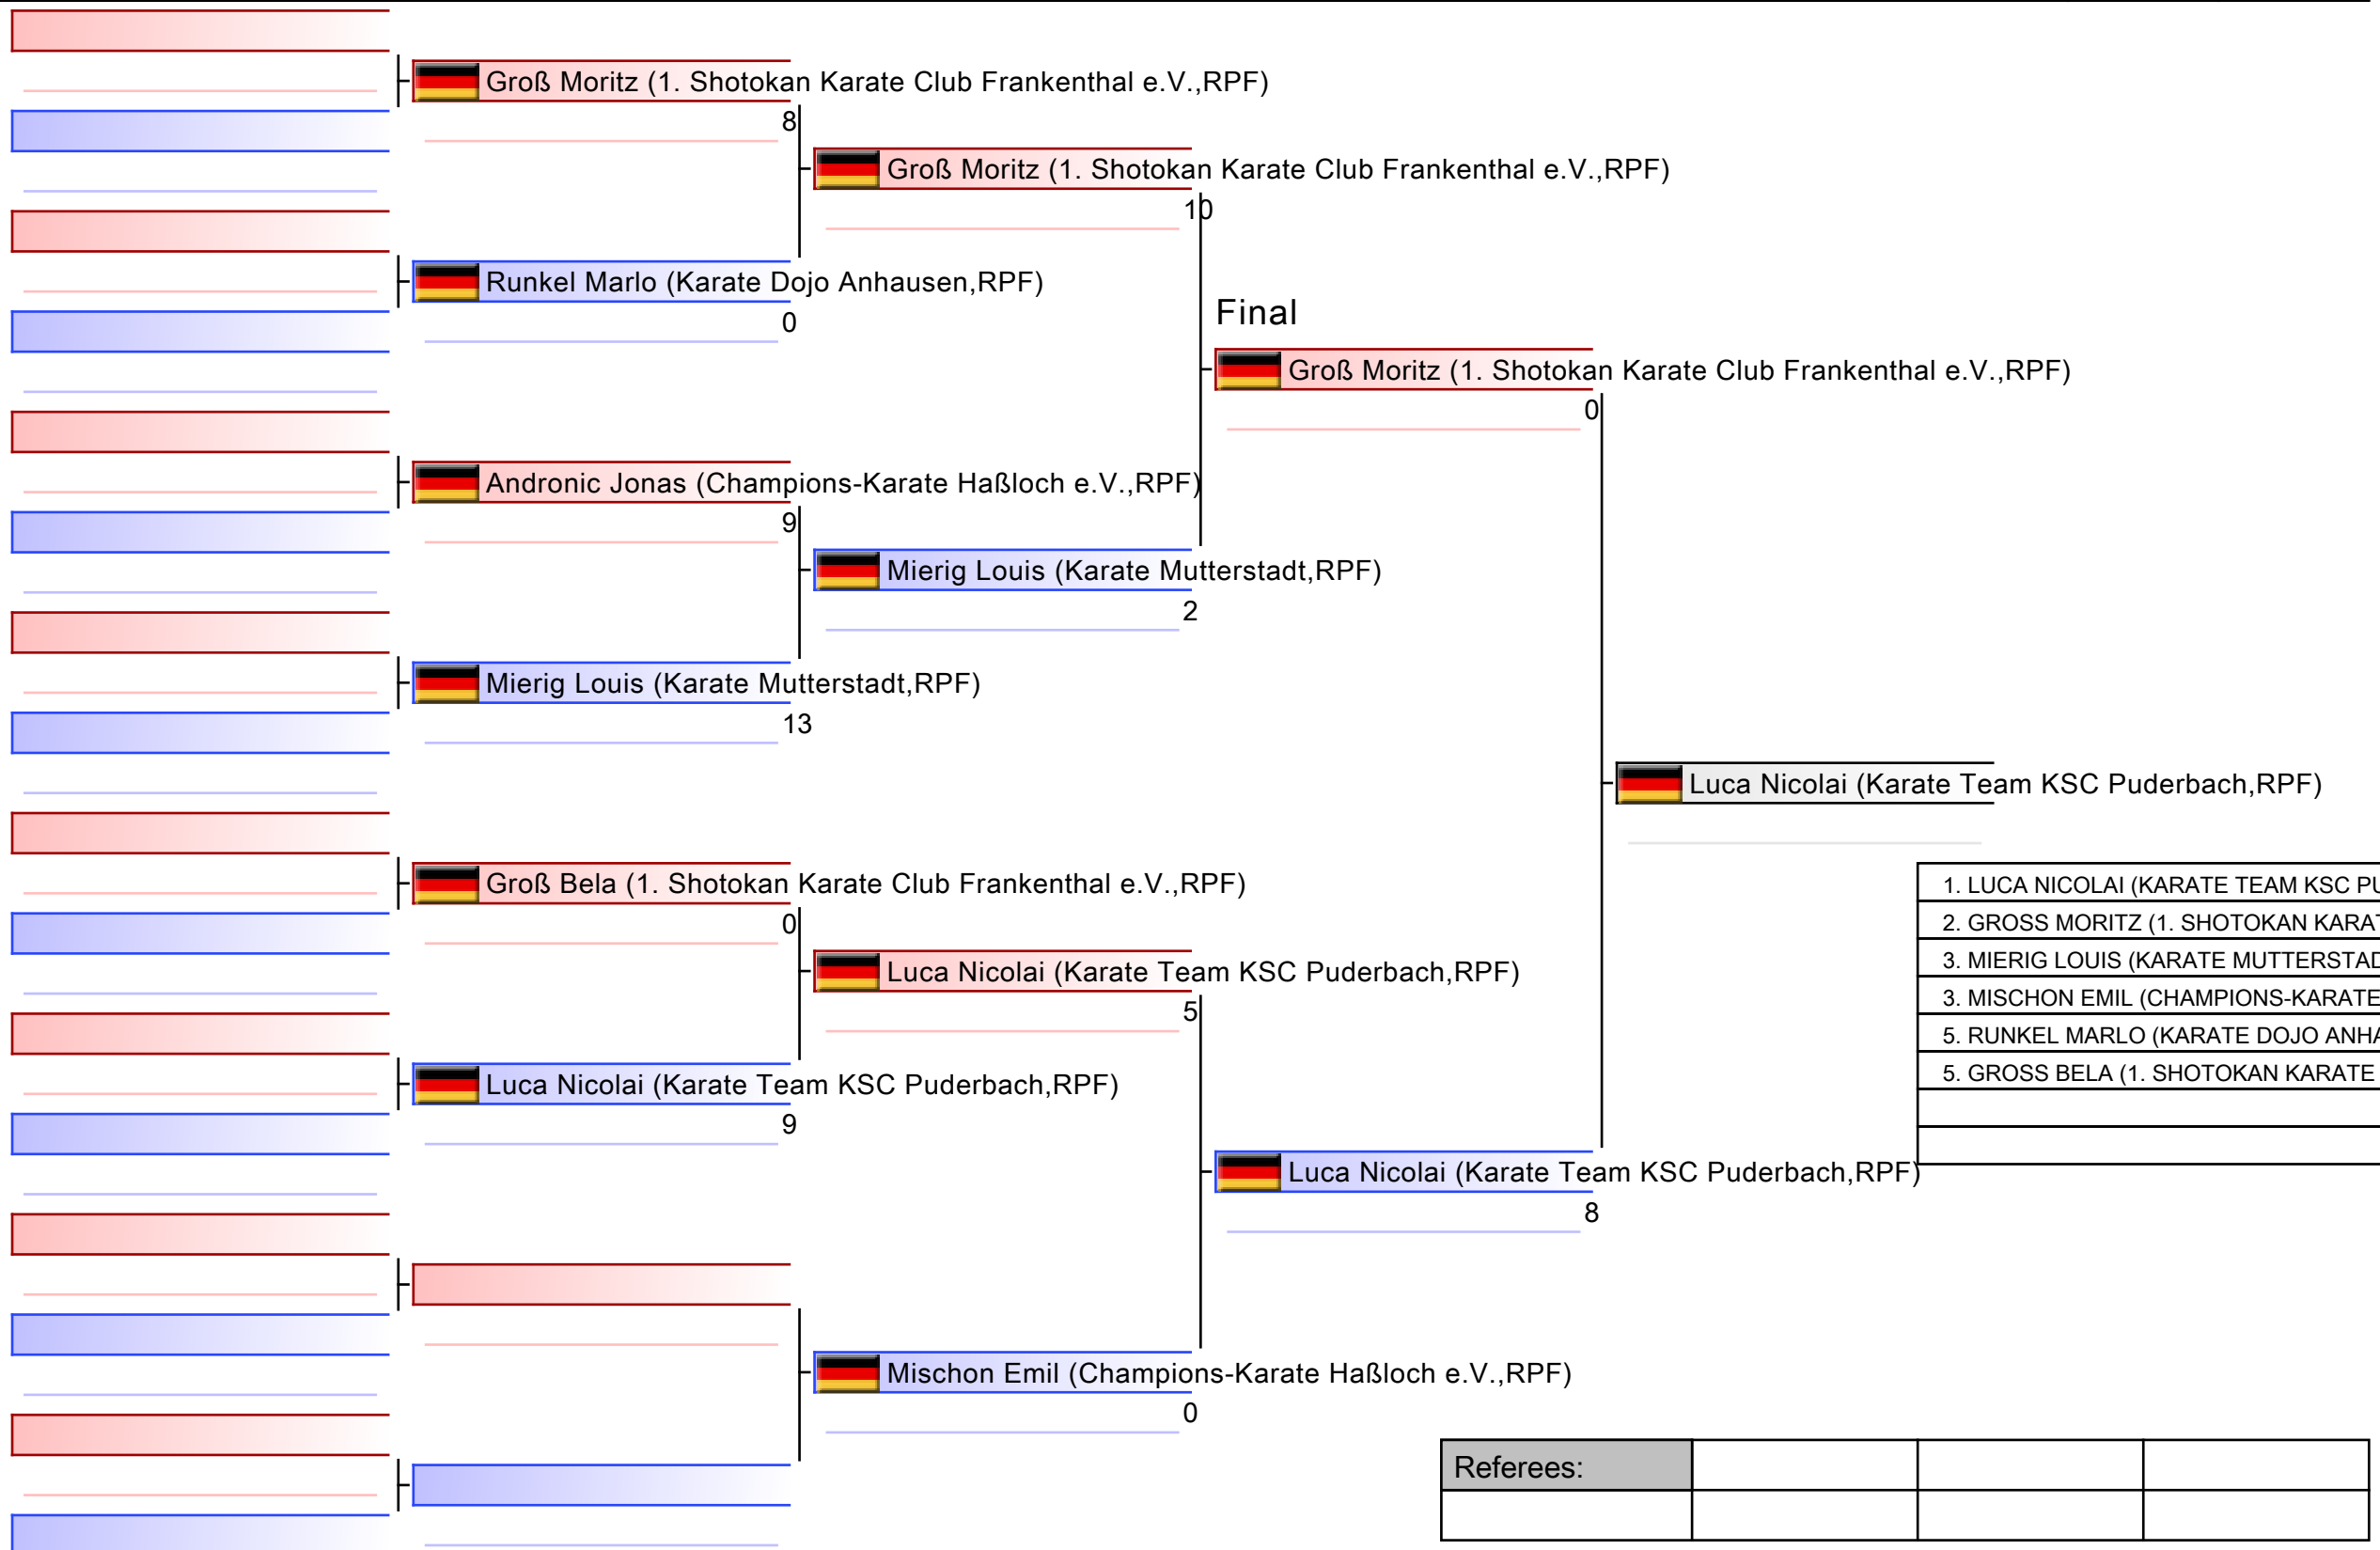 Groß Moritz (1. Shotokan Karate Club Frankenthal e.V.,RPF)
8
Groß Moritz (1. Shotokan Karate Club Frankenthal e.V.,RPF)
10
Runkel Marlo (Karate Dojo Anhausen,RPF)
0
Final
Groß Moritz (1. Shotokan Karate Club Frankenthal e.V.,RPF)
0
Andronic Jonas (Champions-Karate Haßloch e.V.,RPF)
9
Mierig Louis (Karate Mutterstadt,RPF)
2
Mierig Louis (Karate Mutterstadt,RPF)
13
Luca Nicolai (Karate Team KSC Puderbach,RPF)
Groß Bela (1. Shotokan Karate Club Frankenthal e.V.,RPF)
0
Luca Nicolai (Karate Team KSC Puderbach,RPF)
5
Luca Nicolai (Karate Team KSC Puderbach,RPF)
9
1. LUCA NICOLAI (KARATE TEAM KSC PU
2. GROSS MORITZ (1. SHOTOKAN KARAT
3. MIERIG LOUIS (KARATE MUTTERSTAD
3. MISCHON EMIL (CHAMPIONS-KARATE
5. RUNKEL MARLO (KARATE DOJO ANHA
5. GROSS BELA (1. SHOTOKAN KARATE
Luca Nicolai (Karate Team KSC Puderbach,RPF)
8
Mischon Emil (Champions-Karate Haßloch e.V.,RPF)
0
Referees: